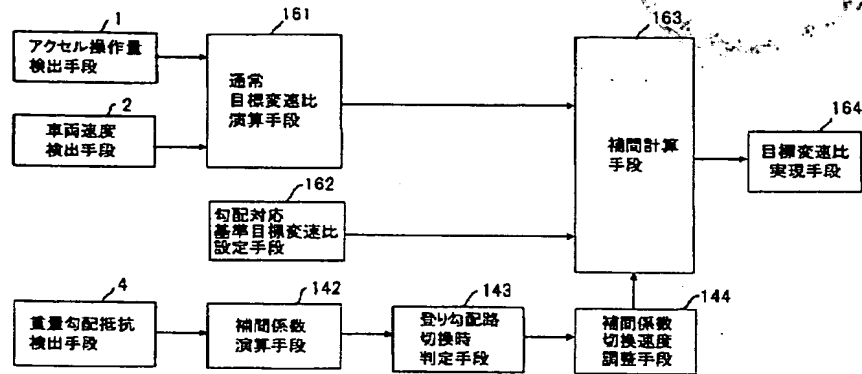 1
アクセル操作量
検出手段
161
通常
目標変速比
演算手段
163
補間計算
手段
2
車両速度
検出手段
164
目標変速比
実現手段
162
勾配対応
基準目標変速比
設定手段
4
重量勾配抵抗
検出手段
142
補間係数
演算手段
143
登り勾配路
切換時
判定手段
144
補間係数
切換速度
調整手段